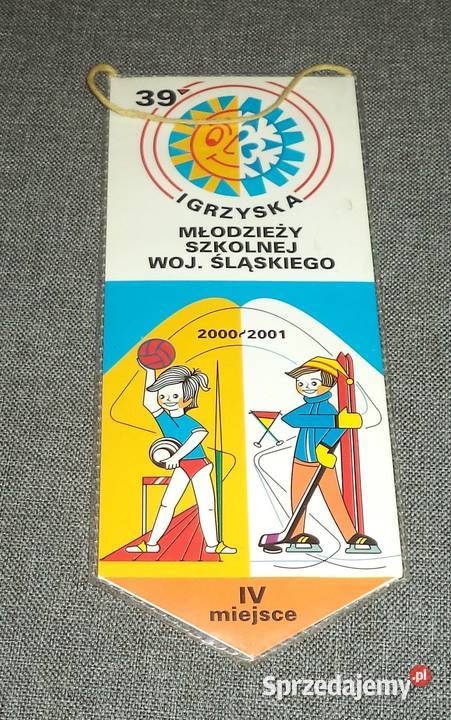 39
IGRZYSKA
MŁODZIEŻY
SZKOLNEJ
WOJ. ŚLĄSKIEGO
2000/2001
IV
miejsce
Sprzedajemy.pl